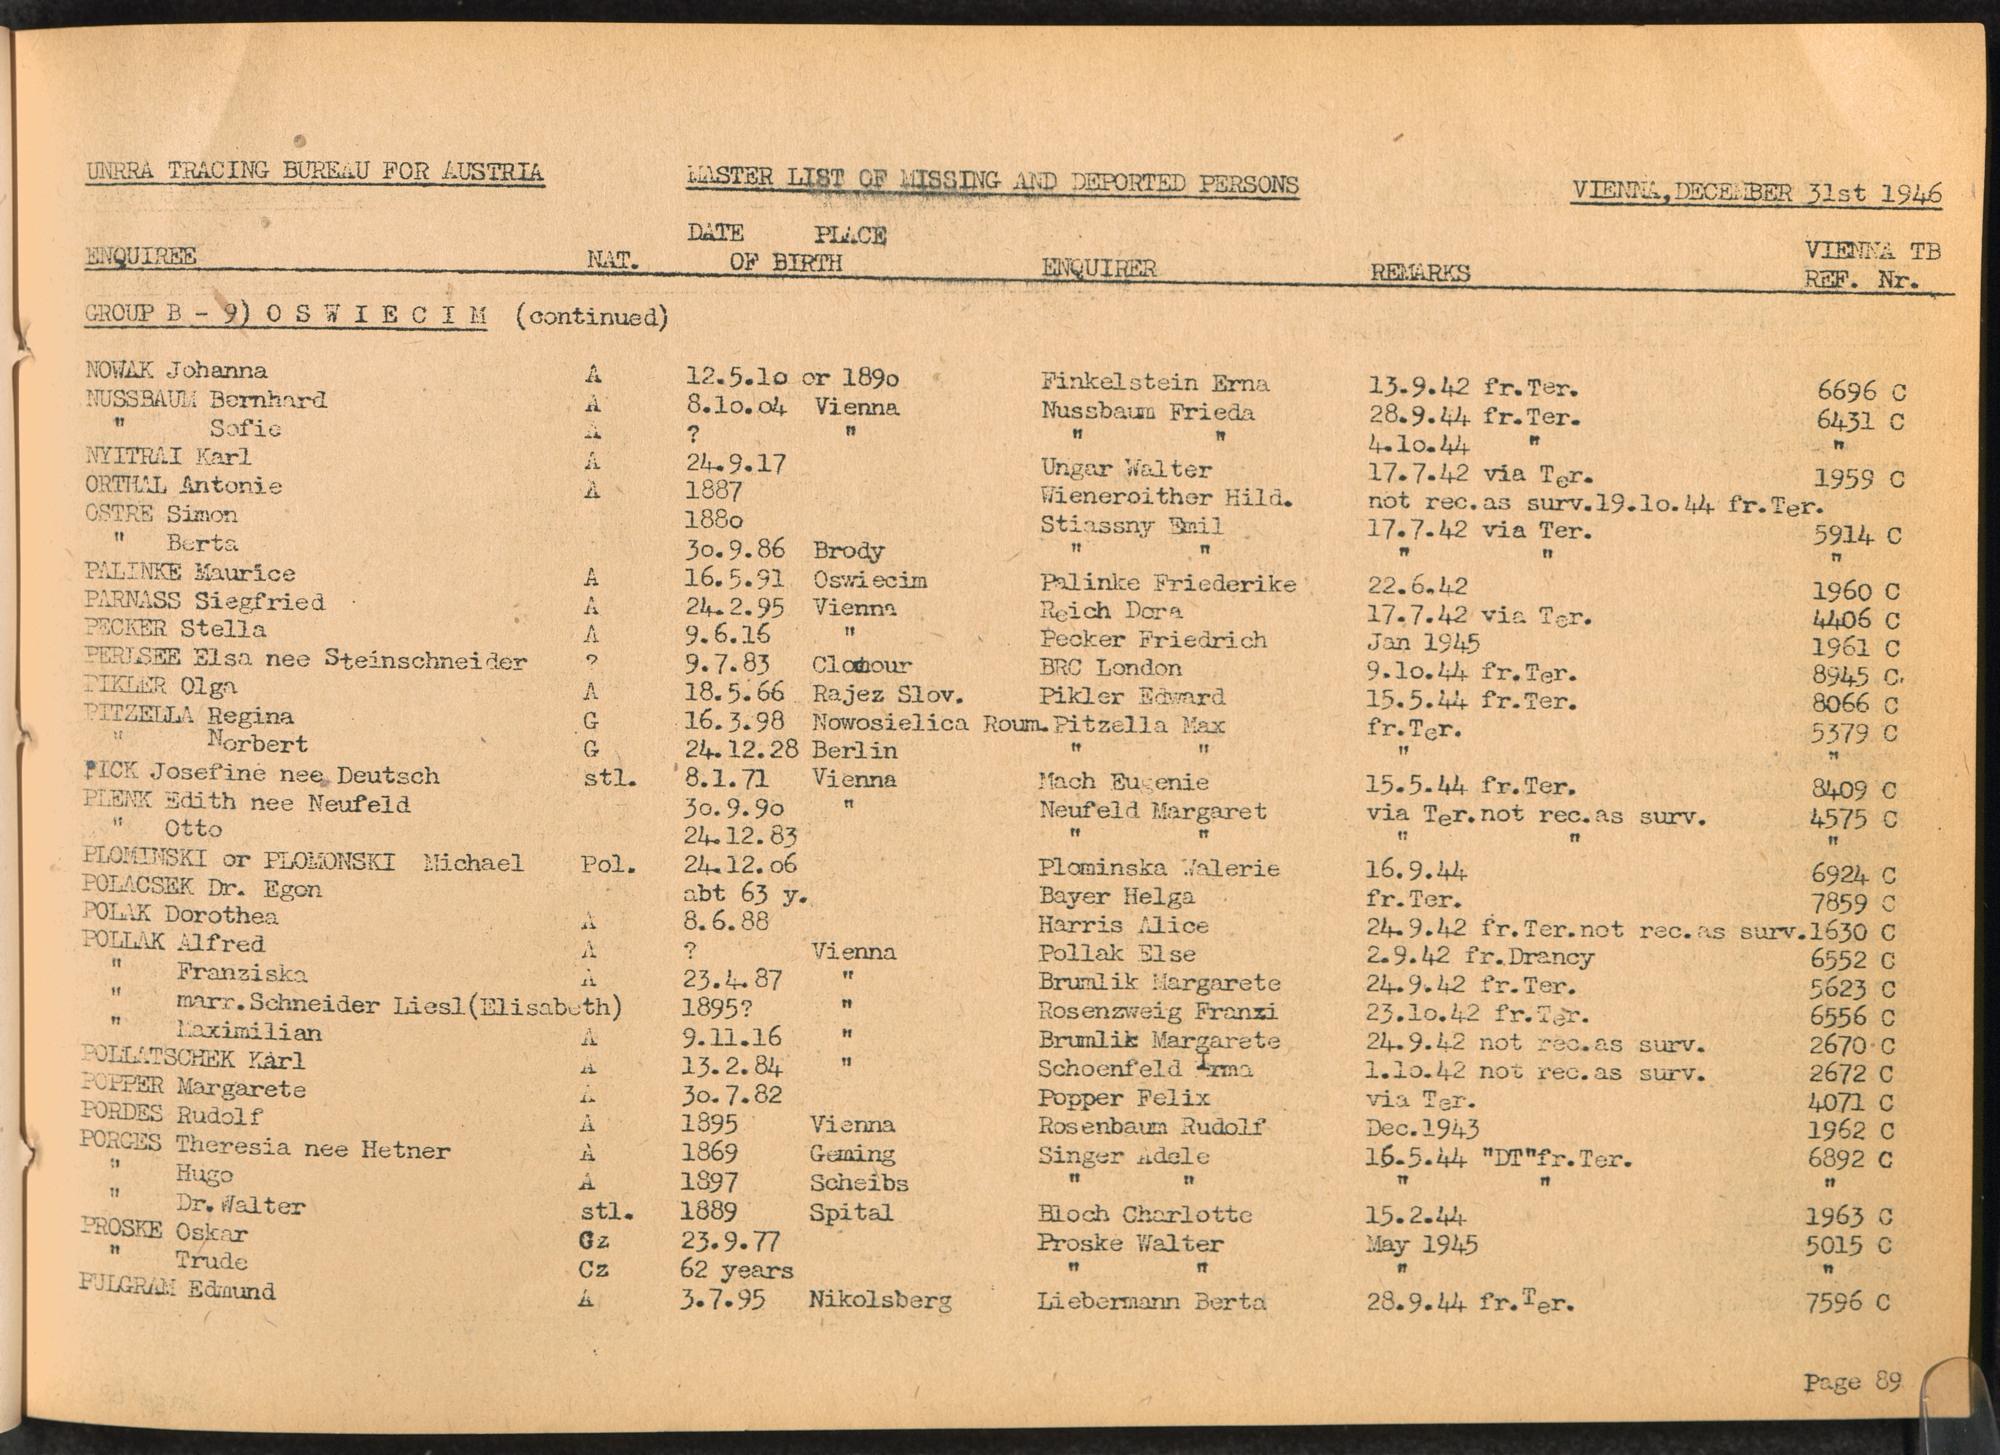 UNRRA TRACING BUREAU FOR AUSTRIA MASTER LIST OF MISSING AND DEPORTED PERSONS VIENNA,DECEMBER 31st 1946
DATE PLACE
ENQUIREE NAT. OF BIRTH ENQUIRER REMARKS VIENNA TB REF. Nr.
GROUP B - 9) O S W I E C I M (continued)
NOWAK Johanna A 12.5.1o or 189o Finkelstein Erna 13.9.42 fr.Ter. 6696 C
NUSSBAUM Bernhard A 8.1o.o4 Vienna Nussbaum Frieda 28.9.44 fr.Ter. 6431 C
" Sofie A ? " " " 4.1o.44 " "
NYITRAI Karl A 24.9.17 Ungar Walter 17.7.42 via Ter. 1959 C
ORTHAL Antonie A 1887 Wieneroither Hild. not rec.as surv.19.1o.44 fr.Ter.
OSTRE Simon 188o Stiassny Emil 17.7.42 via Ter. 5914 C
" Berta 3o.9.86 Brody " " " " "
PALINKE Maurice A 16.5.91 Oswiecim Palinke Friederike 22.6.42 1960 C
PARNASS Siegfried A 24.2.95 Vienna Reich Dora 17.7.42 via Ter. 4406 C
PECKER Stella A 9.6.16 " Pecker Friedrich Jan 1945 1961 C
PERLSEE Elsa nee Steinschneider ? 9.7.83 BRC London 9.1o.44 fr.Ter. 8945 C.
PIKLER Olga A 18.5.66 Rajez Slov. Pikler Edward 15.5.44 fr.Ter. 8066 C
PITZELLA Regina G 16.3.98 Nowosielica Roum.Pitzella Max fr.Ter. 5379 C
" Norbert G 24.12.28 Berlin " " " "
PICK Josefine nee Deutsch stl. 8.1.71 Vienna Mach Eugenie 15.5.44 fr.Ter. 8409 C
PLENK Edith nee Neufeld 3o.9.9o " Neufeld Margaret via Ter.not rec.as surv. 4575 C
" Otto 24.12.83 " " " " "
PLOMINSKI or PLOMONSKI Michael Pol. 24.12.o6 Plominska Walerie 16.9.44 6924 C
POLACSEK Dr. Egon abt 63 y. Bayer Helga fr.Ter. 7859 C
POLAK Dorothea A 8.6.88 Harris Alice 24.9.42 fr.Ter.not rec.as surv.1630 C
POLLAK Alfred A ? Vienna Pollak Else 2.9.42 fr.Drancy 6552 C
" Franziska A 23.4.87 " Brumlik Margarete 24.9.42 fr.Ter. 5623 C
" marr.Schneider Liesl(Elisabeth) 1895? " Rosenzweig Franzi 23.1o.42 fr.Ter. 6556 C
" Maximilian A 9.11.16 " Brumlik Margarete 24.9.42 not rec.as surv. 2670 C
POLLATSCHEK Karl A 13.2.84 " Schoenfeld Irma 1.1o.42 not rec.as surv. 2672 C
POPPER Margarete A 3o.7.82 Popper Felix via Ter. 4071 C
PORDES Rudolf A 1895 Vienna Rosenbaum Rudolf Dec.1943 1962 C
PORGES Theresia nee Hetner A 1869 Geming Singer Adele 16.5.44 "DT"fr.Ter. 6892 C
" Hugo A 1897 Scheibs " " " " "
" Dr.Walter stl. 1889 Spital Bloch Charlotte 15.2.44 1963 C
PROSKE Oskar Cz 23.9.77 Proske Walter May 1945 5015 C
" Trude Cz 62 years " " " "
PULGRAM Edmund A 3.7.95 Nikolsberg Liebermann Berta 28.9.44 fr.Ter. 7596 C
Page 89